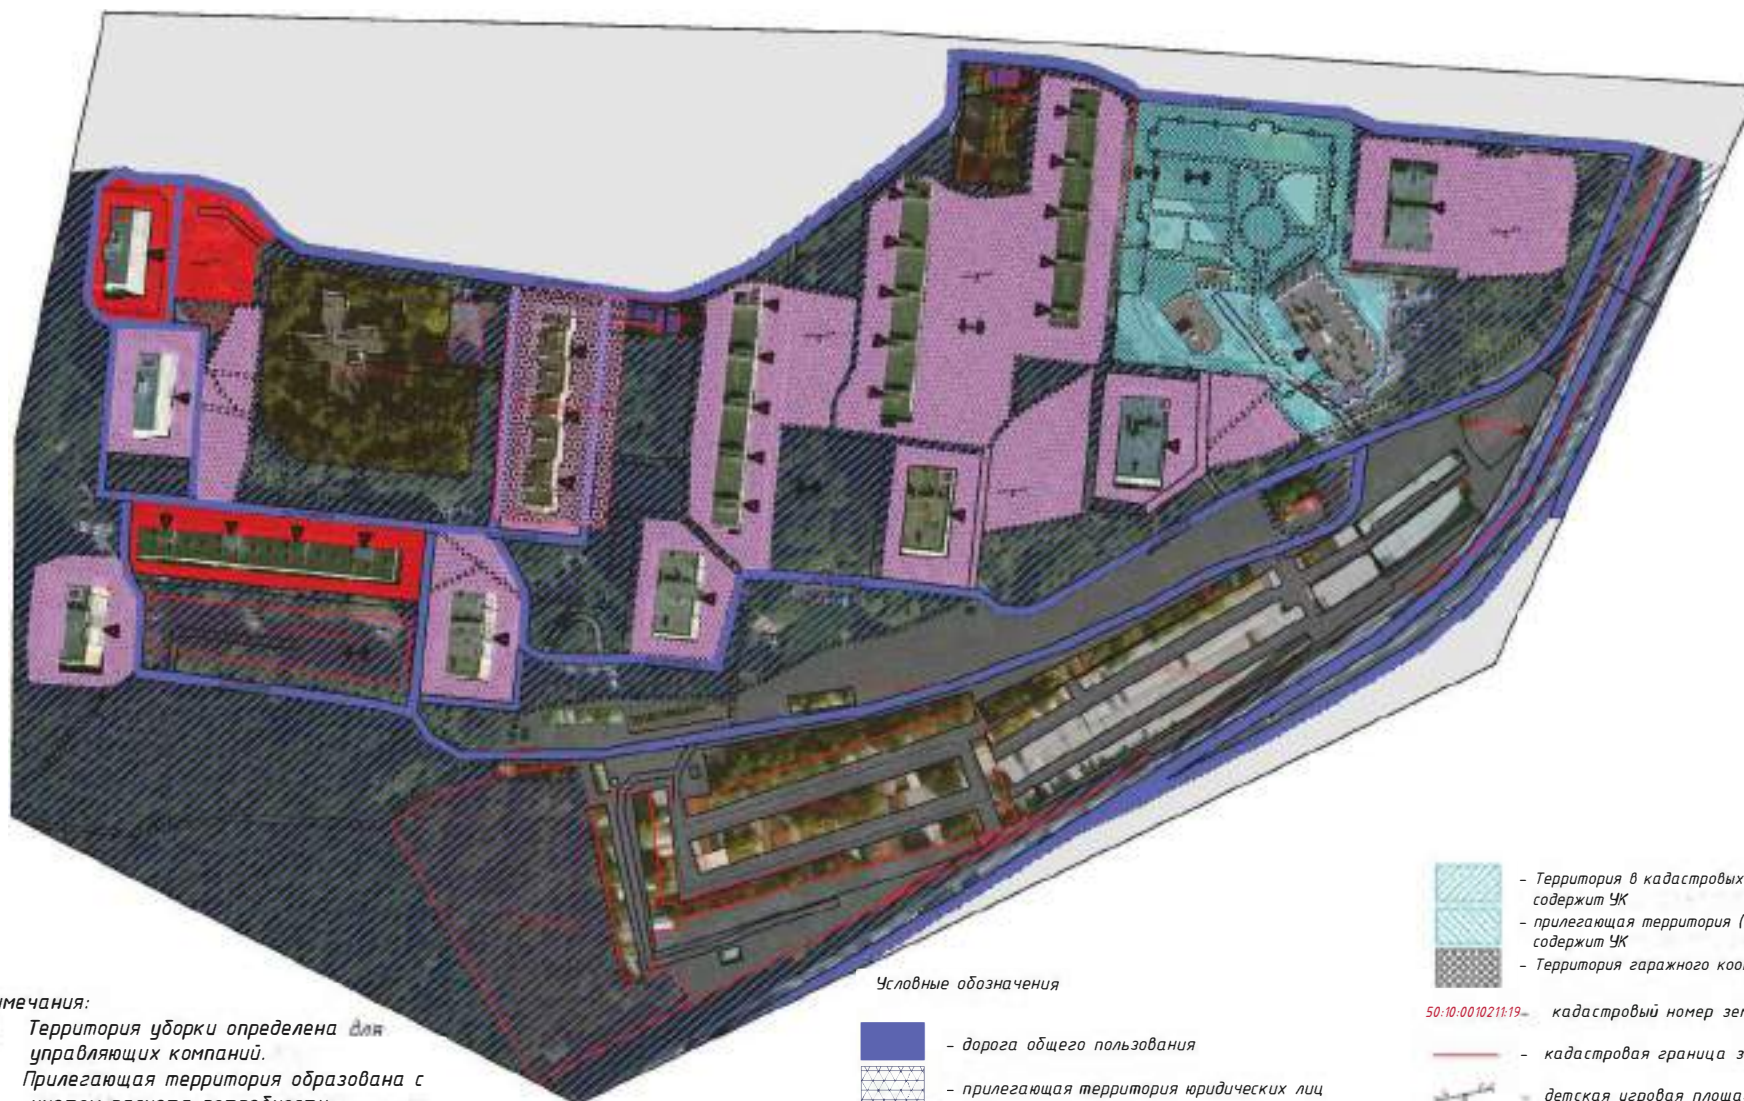 имечания:
Территория уборки определена для
управляющих компаний.
Прилегающая территория образована с
Условные обозначения
- дорога общего пользования
- прилегающая территория юридических лиц
- Территория в кадастровых
содержит УК
- прилегающая территория (
содержит УК
- Территория гаражного кооп
50:10:0010211:19 - кадастровый номер зе
- кадастровая граница з
- детская игровая площа